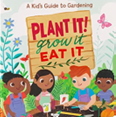 A Kid's Guide to Gardening
PLANT IT!
grow it
EAT IT